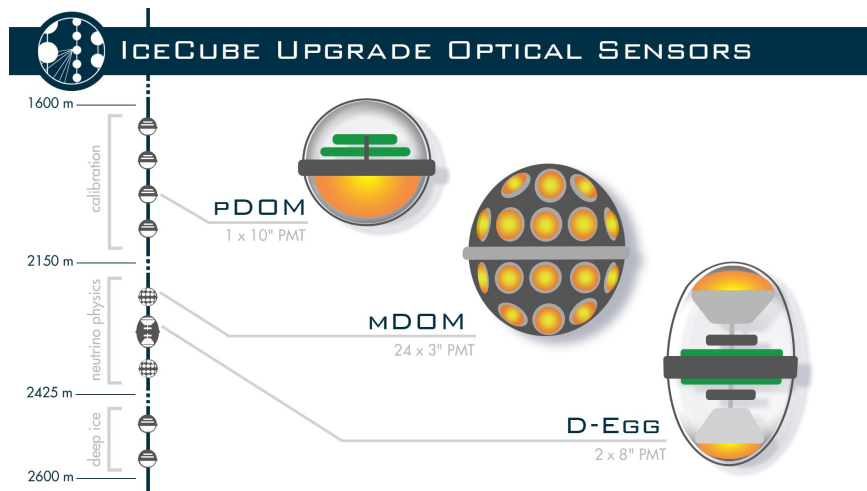 IceCube Upgrade Optical Sensors
1600 m
calibration
pDOM
1 x 10" PMT
2150 m
neutrino physics
mDOM
24 x 3" PMT
2425 m
D-Egg
2 x 8" PMT
deep ice
2600 m